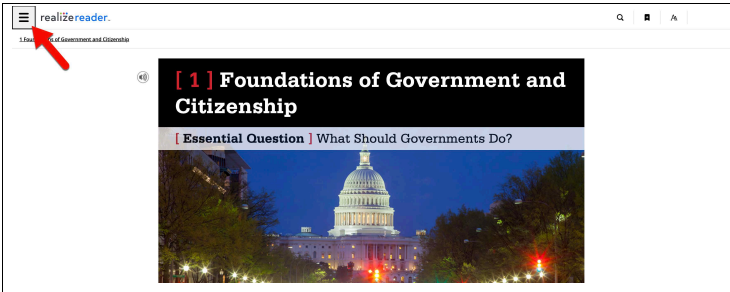 realizereader.
1 Foundations of Government and Citizenship
[ 1 ] Foundations of Government and
Citizenship
[ Essential Question ] What Should Governments Do?